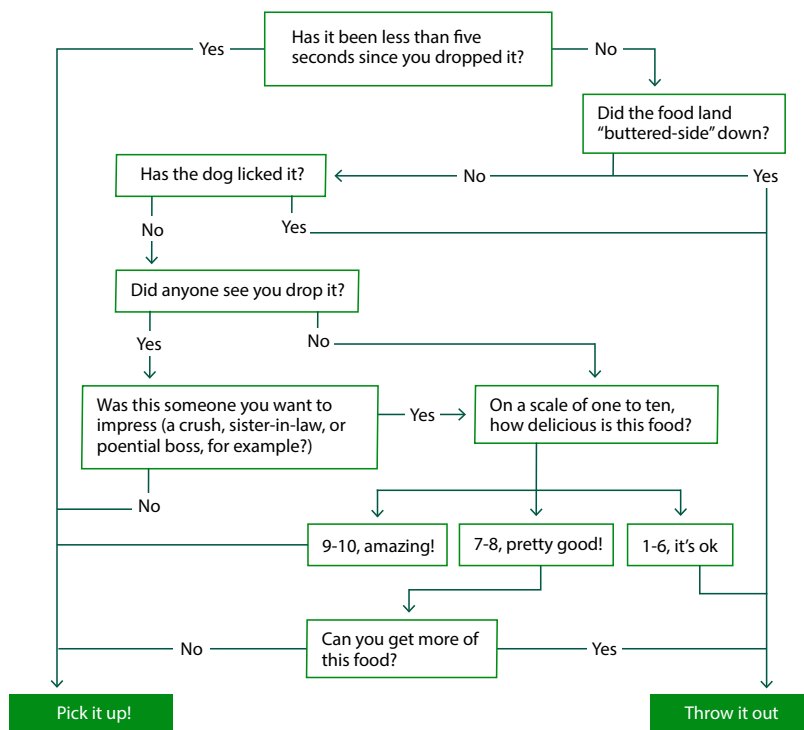 Has it been less than five
seconds since you dropped it?
Yes
No
Did the food land
“buttered-side” down?
Has the dog licked it?
No
Yes
No
Yes
Did anyone see you drop it?
Yes
No
Was this someone you want to
impress (a crush, sister-in-law, or
poential boss, for example?)
Yes
On a scale of one to ten,
how delicious is this food?
No
9-10, amazing!
7-8, pretty good!
1-6, it's ok
Can you get more of
this food?
No
Yes
Pick it up!
Throw it out